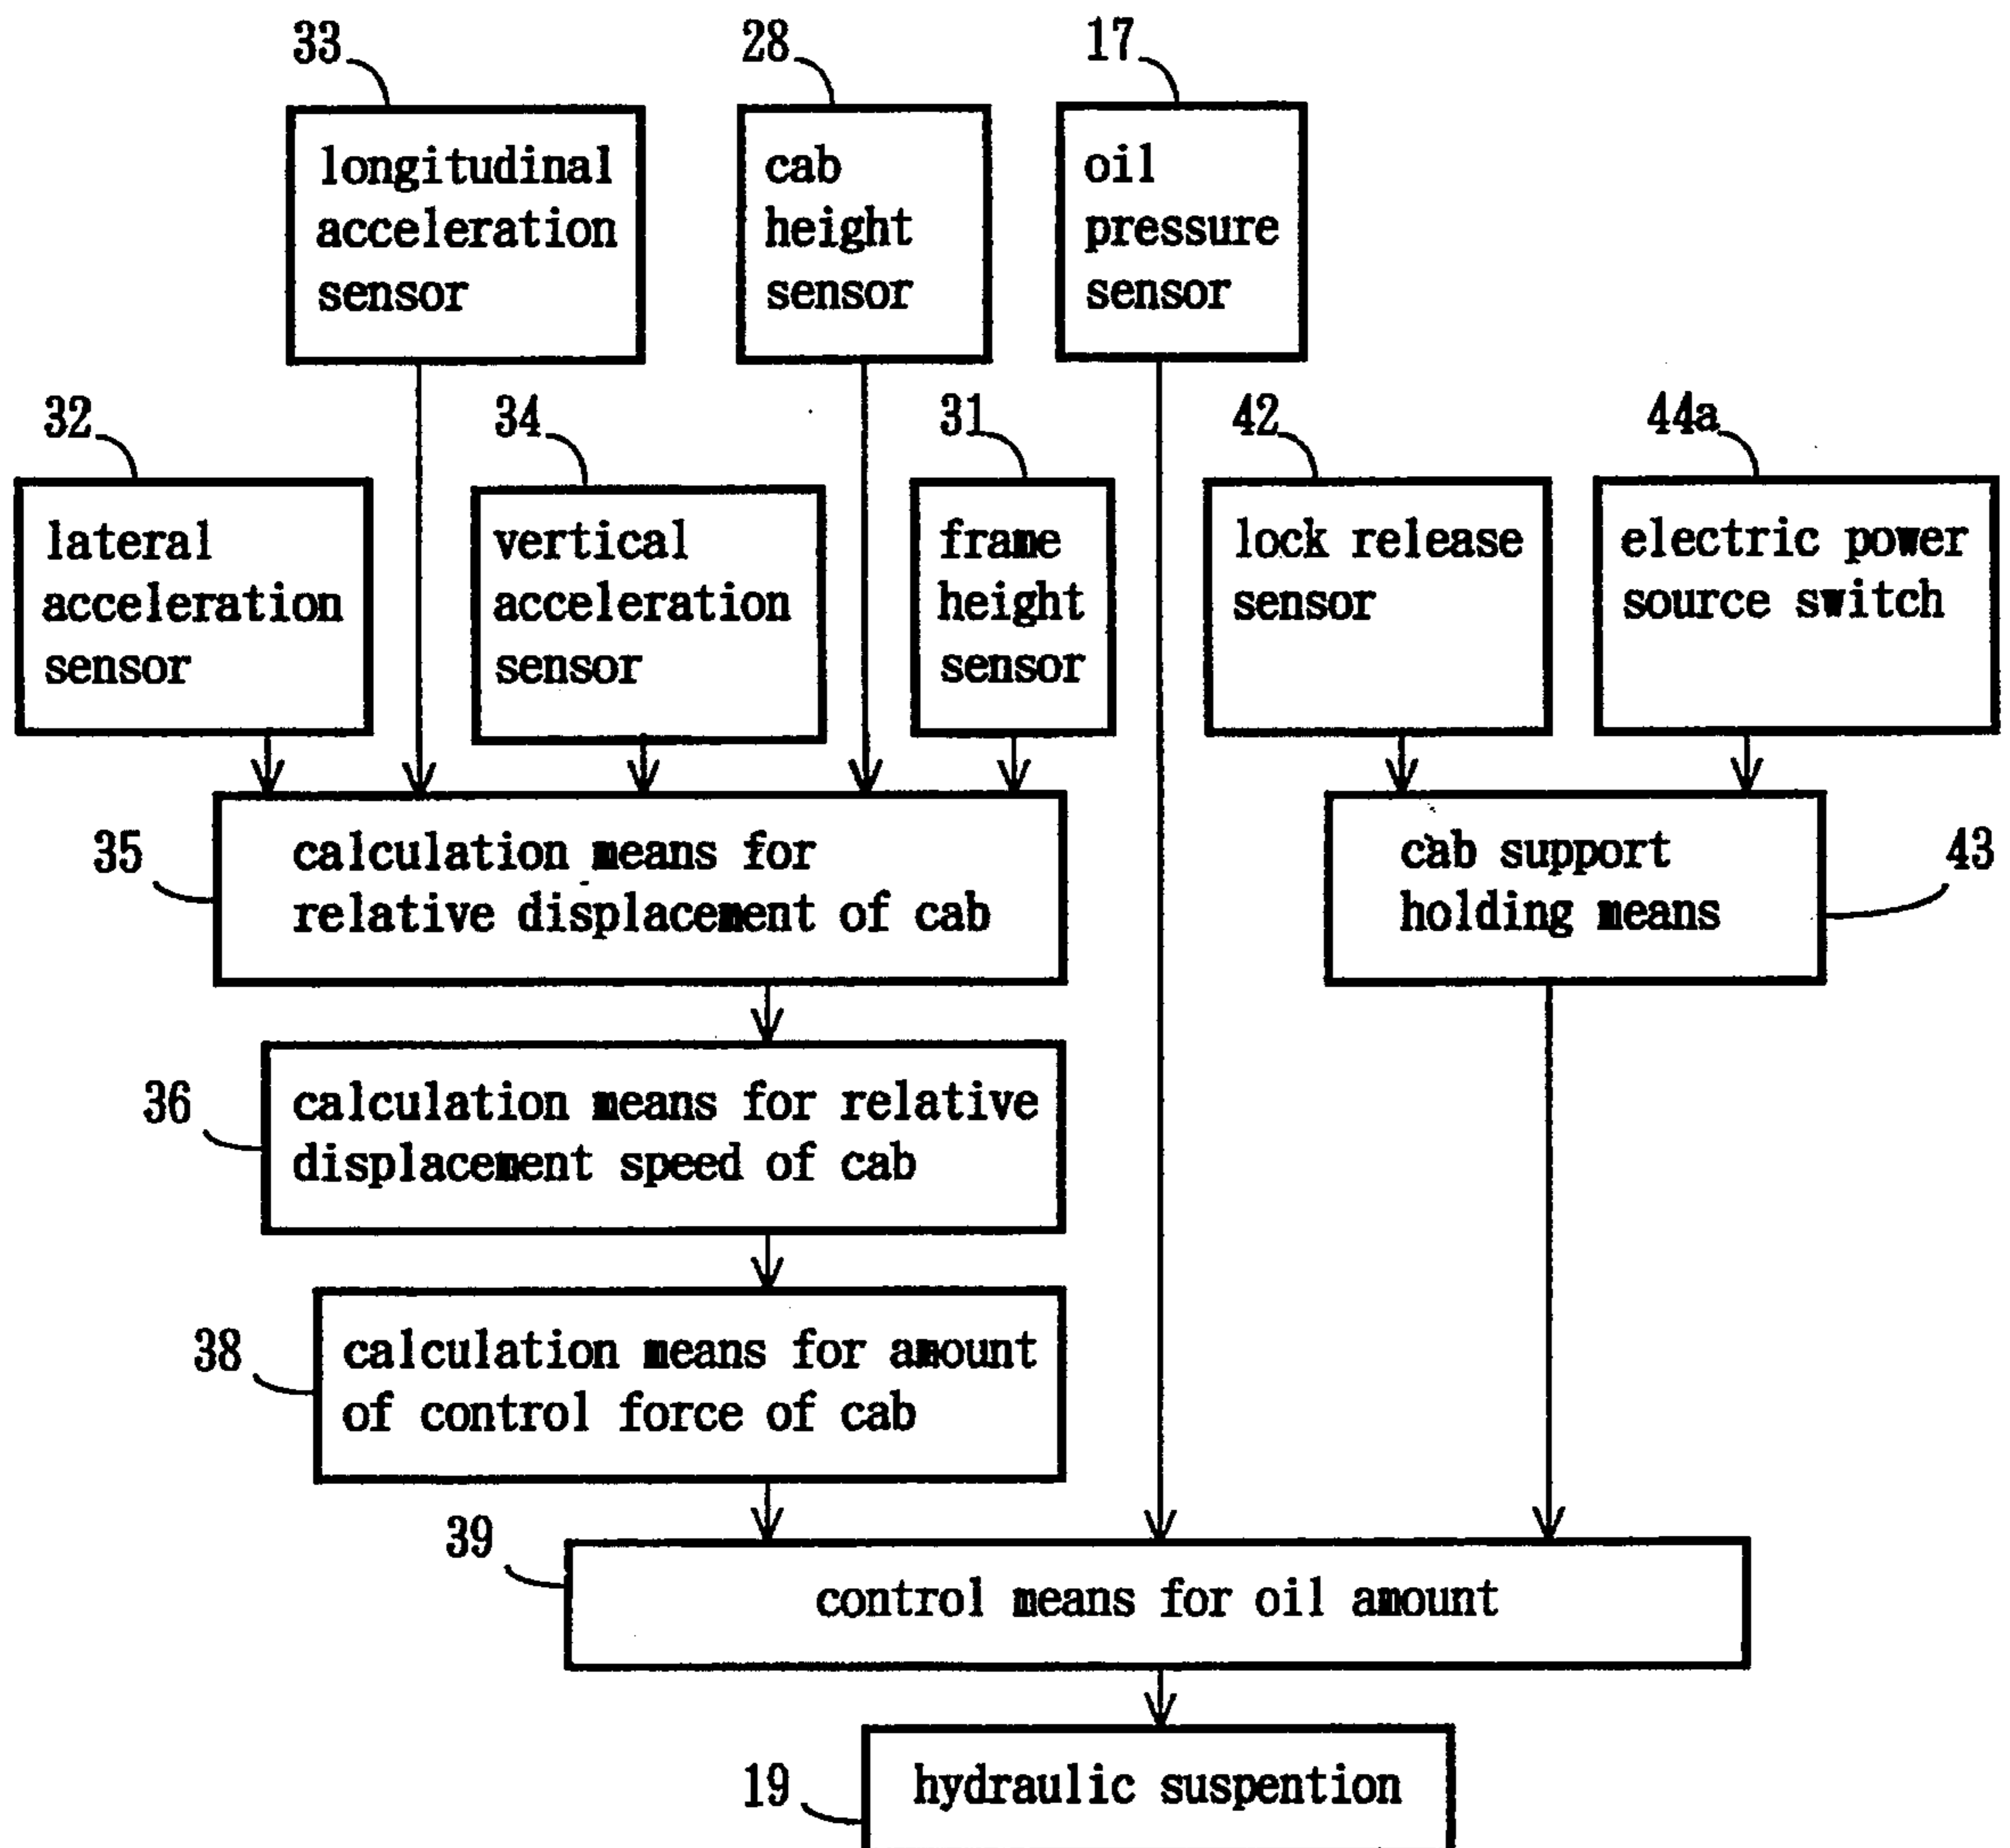 33
28
17
longitudinal
acceleration
sensor
cab
height
sensor
oil
pressure
sensor
32
34
31
42
44a
lateral
acceleration
sensor
vertical
acceleration
sensor
frame
height
sensor
lock release
sensor
electric power
source switch
35
calculation means for
relative displacement of cab
cab support
holding means
43
36
calculation means for relative
displacement speed of cab
38
calculation means for amount
of control force of cab
39
control means for oil amount
19
hydraulic suspention